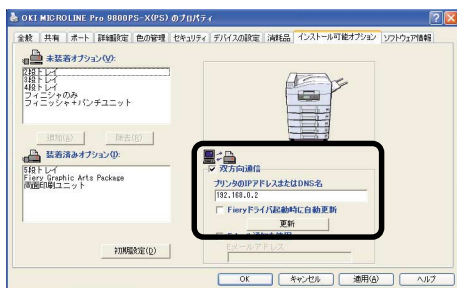 OKI MICROLINE Pro 9800PS-X(PS) のプロパティ
全般 共有 ポート 詳細設定 色の管理 セキュリティ デバイスの設定 消耗品 インストール可能オプション ソフトウェア情報
未装着オプション(V):
2段トレイ
3段トレイ
4段トレイ
フィニシャのみ
フィニッシャ+パンチユニット
追加(A) 除去(R)
装着済みオプション(I):
5段トレイ
Fiery Graphic Arts Package
両面印刷ユニット
初期設定(D)
双方向通信
プリンタのIPアドレスまたはDNS名
192.168.0.2
Fieryドライバ起動時に自動更新
更新
Eメールアドレス
OK キャンセル 適用(A) ヘルプ